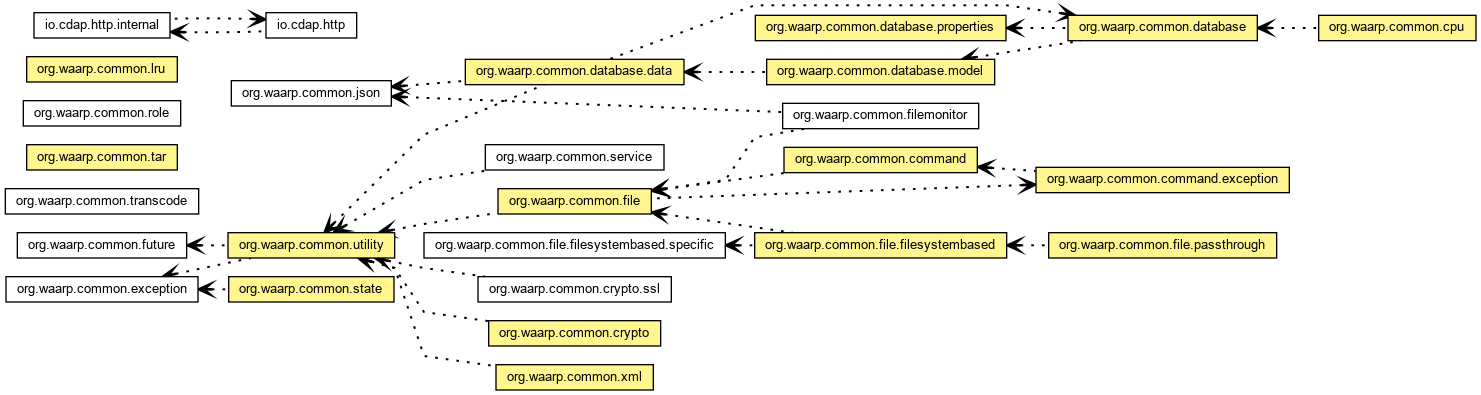 io.cdap.http.internal
io.cdap.http
org.waarp.common.database.properties
org.waarp.common.database
org.waarp.common.cpu
org.waarp.common.lru
org.waarp.common.database.data
org.waarp.common.database.model
org.waarp.common.json
org.waarp.common.role
org.waarp.common.filemonitor
org.waarp.common.tar
org.waarp.common.service
org.waarp.common.command
org.waarp.common.command.exception
org.waarp.common.transcode
org.waarp.common.file
org.waarp.common.future
org.waarp.common.utility
org.waarp.common.file.filesystembased.specific
org.waarp.common.file.filesystembased
org.waarp.common.file.passthrough
org.waarp.common.exception
org.waarp.common.state
org.waarp.common.crypto.ssl
org.waarp.common.crypto
org.waarp.common.xml